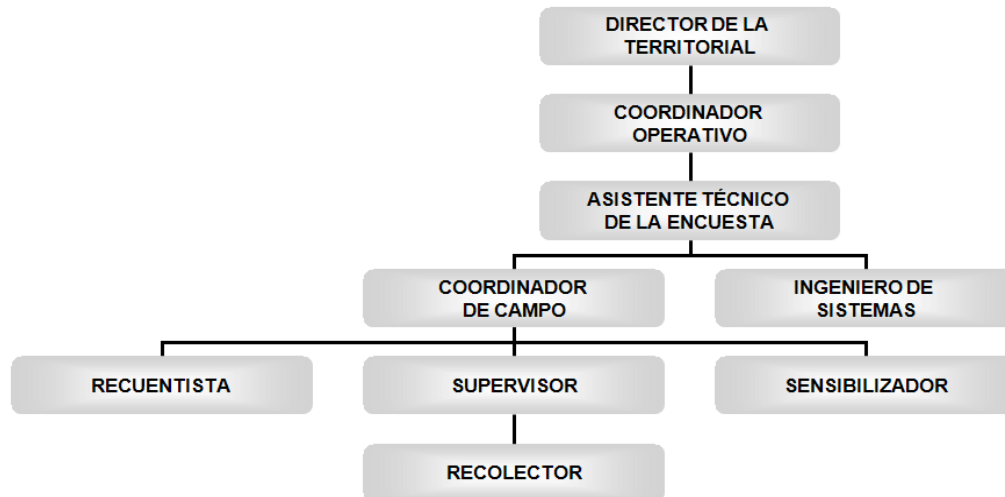 DIRECTOR DE LA
TERRITORIAL
COORDINADOR
OPERATIVO
ASISTENTE TÉCNICO
DE LA ENCUESTA
COORDINADOR
DE CAMPO
INGENIERO DE
SISTEMAS
RECUENTISTA
SUPERVISOR
SENSIBILIZADOR
RECOLECTOR